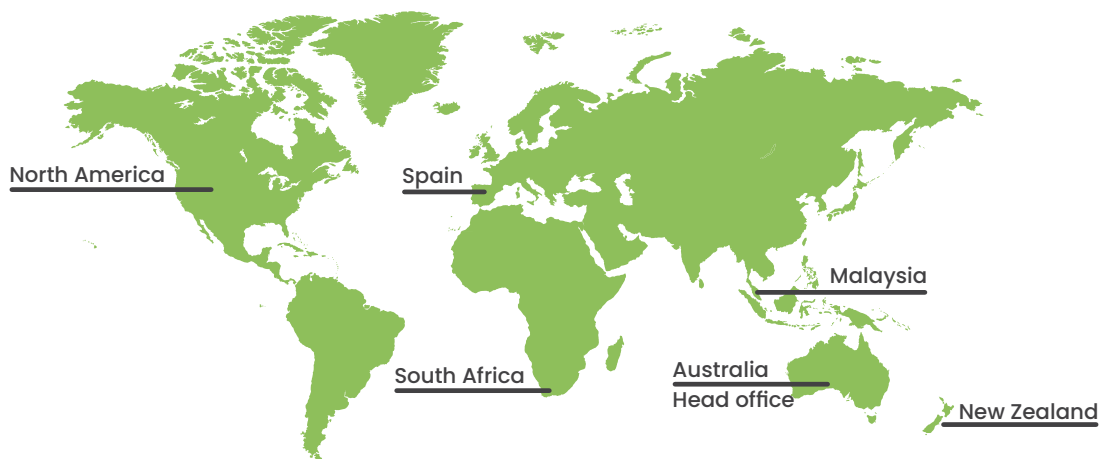 North America
Spain
Malaysia
South Africa
Australia
Head office
New Zealand